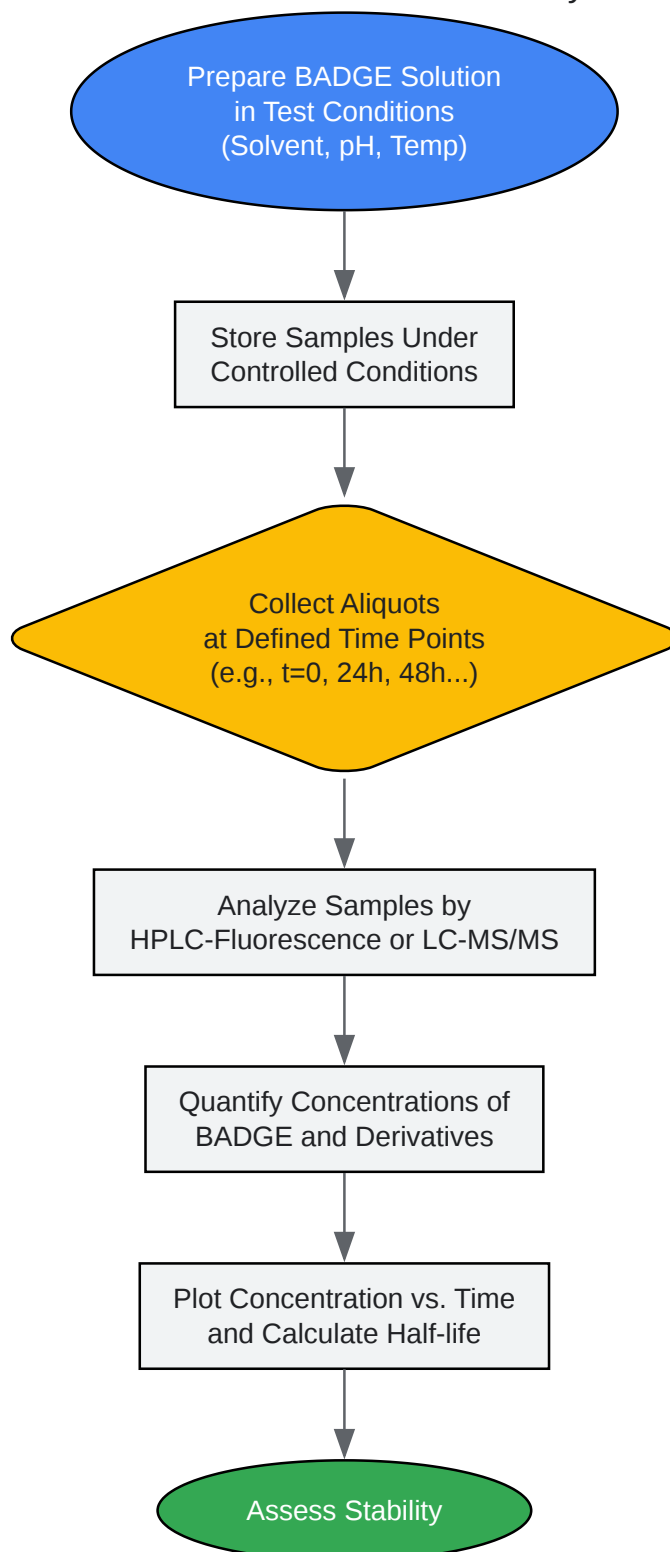 Prepare BADGE Solution
in Test Conditions
(Solvent, pH, Temp)
Store Samples Under
Controlled Conditions
Collect Aliquots
at Defined Time Points
(e.g., t=0, 24h, 48h...)
Analyze Samples by
HPLC-Fluorescence or LC-MS/MS
Quantify Concentrations of
BADGE and Derivatives
Plot Concentration vs. Time
and Calculate Half-life
Assess Stability